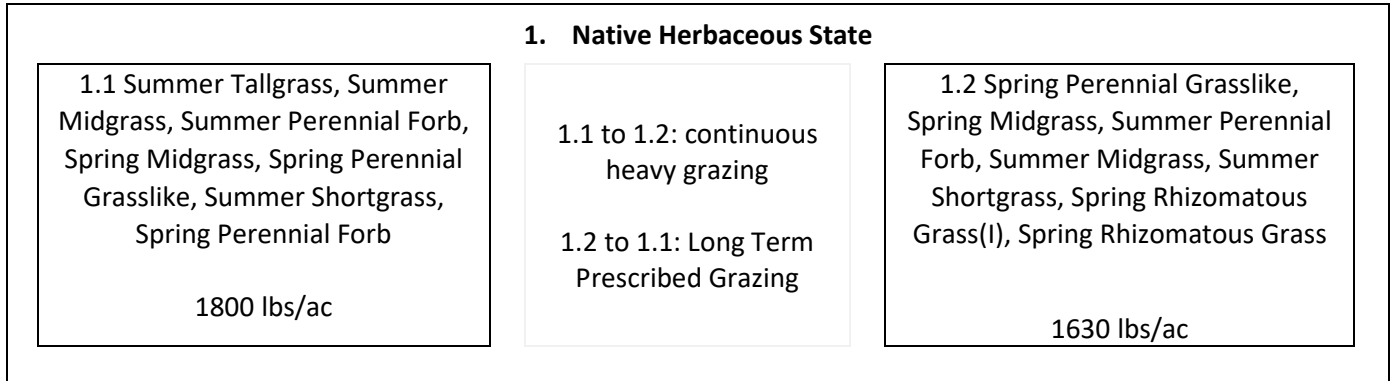 1. Native Herbaceous State
1.1 Summer Tallgrass, Summer
Midgrass, Summer Perennial Forb,
Spring Midgrass, Spring Perennial
Grasslike, Summer Shortgrass,
Spring Perennial Forb
1800 lbs/ac
1.1 to 1.2: continuous
heavy grazing
1.2 to 1.1: Long Term
Prescribed Grazing
1.2 Spring Perennial Grasslike,
Spring Midgrass, Summer Perennial
Forb, Summer Midgrass, Summer
Shortgrass, Spring Rhizomatous
Grass(I), Spring Rhizomatous Grass
1630 lbs/ac